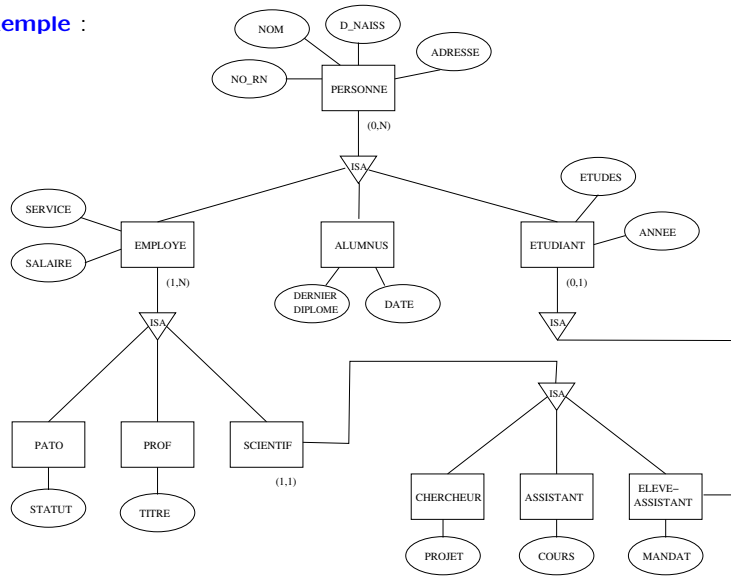 emple :
NOM
D_NAISS
ADRESSE
NO_RN
PERSONNE
(0,N)
ISA
ETUDES
SERVICE
ANNEE
EMPLOYE
ALUMNUS
ETUDIANT
SALAIRE
(1,N)
DERNIER
DIPLOME
DATE
(0,1)
ISA
ISA
ISA
PATO
PROF
SCIENTIF
(1,1)
CHERCHEUR
ASSISTANT
ELEVE-
ASSISTANT
STATUT
TITRE
PROJET
COURS
MANDAT